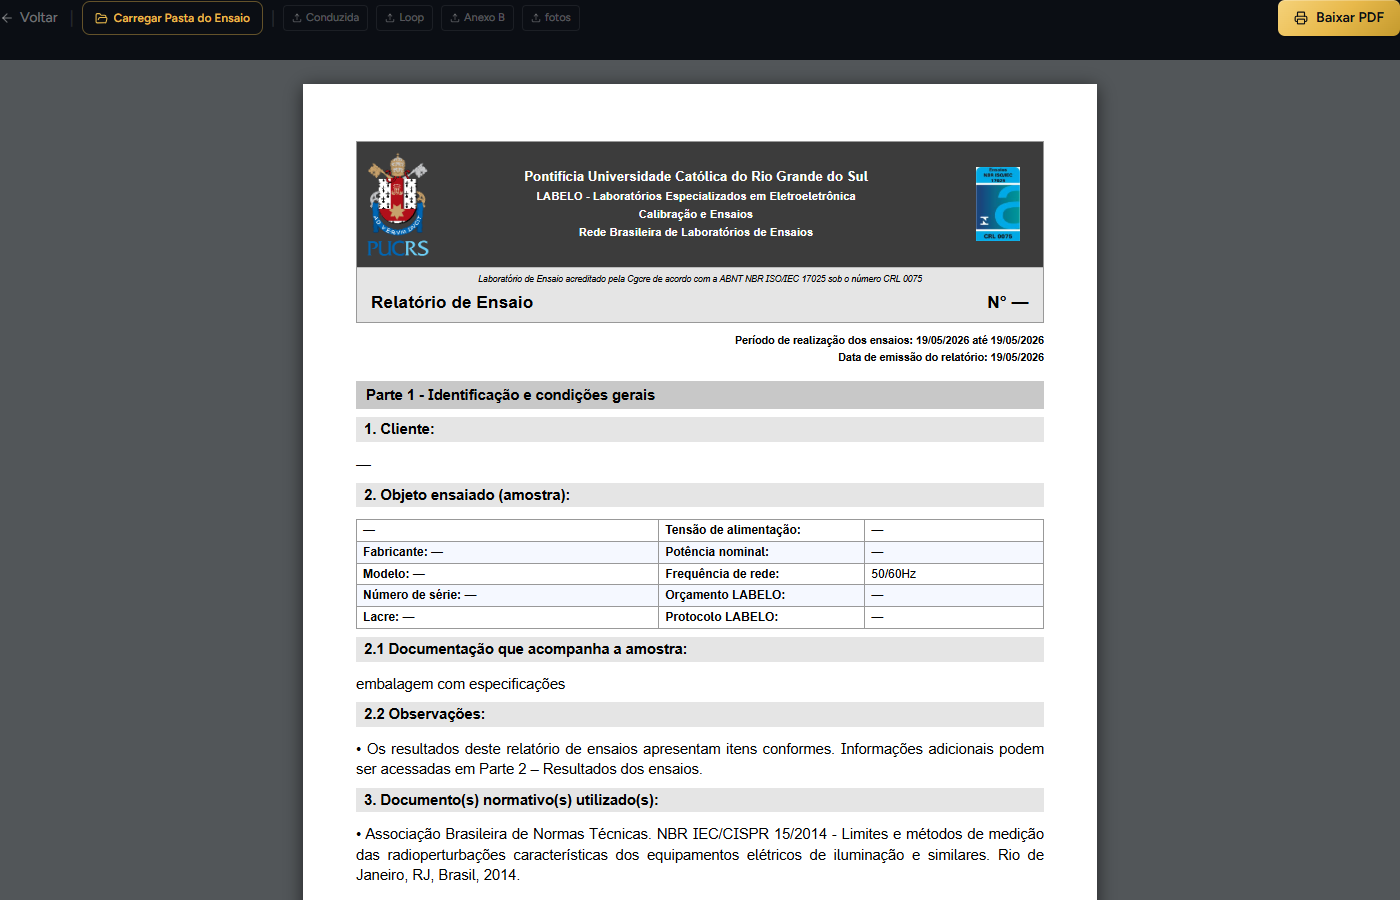 Voltar
Carregar Pasta do Ensaio
Conduzida
Loop
Anexo B
fotos
Baixar PDF
Pontifícia Universidade Católica do Rio Grande do Sul
LABELO - Laboratórios Especializados em Eletroeletrônica
Calibração e Ensaios
Rede Brasileira de Laboratórios de Ensaios
PUCRS
Ensaios
NBR ISO/IEC
17025
CRL 0075
Laboratório de Ensaio acreditado pela Cgcre de acordo com a ABNT NBR ISO/IEC 17025 sob o número CRL 0075
Relatório de Ensaio N° —
Período de realização dos ensaios: 19/05/2026 até 19/05/2026
Data de emissão do relatório: 19/05/2026
Parte 1 - Identificação e condições gerais
1. Cliente:
—
2. Objeto ensaiado (amostra):
— Tensão de alimentação: —
Fabricante: — Potência nominal: —
Modelo: — Frequência de rede: 50/60Hz
Número de série: — Orçamento LABELO: —
Lacre: — Protocolo LABELO: —
2.1 Documentação que acompanha a amostra:
embalagem com especificações
2.2 Observações:
• Os resultados deste relatório de ensaios apresentam itens conformes. Informações adicionais podem
ser acessadas em Parte 2 – Resultados dos ensaios.
3. Documento(s) normativo(s) utilizado(s):
• Associação Brasileira de Normas Técnicas. NBR IEC/CISPR 15/2014 - Limites e métodos de medição
das radioperturbações características dos equipamentos elétricos de iluminação e similares. Rio de
Janeiro, RJ, Brasil, 2014.